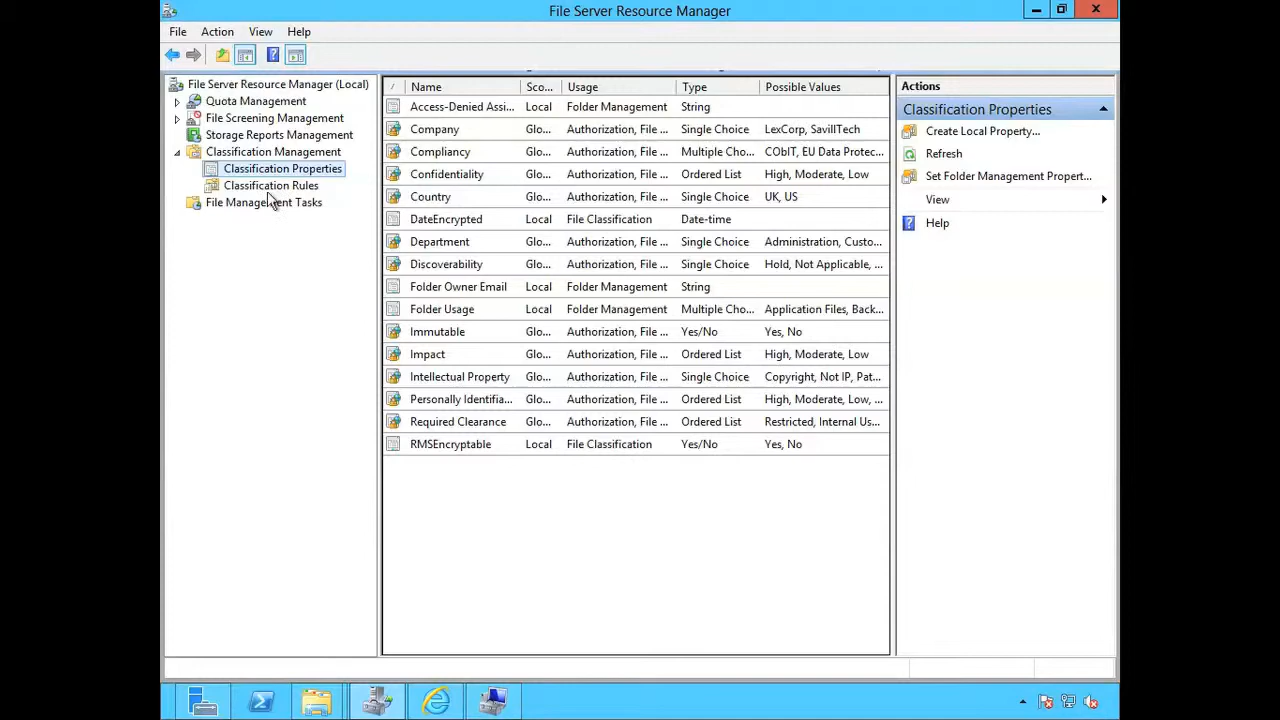 File Server Resource Manager
File Action View Help
File Server Resource Manager (Local)
Quota Management
File Screening Management
Storage Reports Management
Classification Management
Classification Properties
Classification Rules
File Management Tasks
Name Sco... Usage Type Possible Values
Access-Denied Assi... Local Folder Management String
Company Glo... Authorization, File ... Single Choice LexCorp, SavillTech
Compliancy Glo... Authorization, File ... Multiple Cho... CObIT, EU Data Protec...
Confidentiality Glo... Authorization, File ... Ordered List High, Moderate, Low
Country Glo... Authorization, File ... Single Choice UK, US
DateEncrypted Local File Classification Date-time
Department Glo... Authorization, File ... Single Choice Administration, Custo...
Discoverability Glo... Authorization, File ... Single Choice Hold, Not Applicable, ...
Folder Owner Email Local Folder Management String
Folder Usage Local Folder Management Multiple Cho... Application Files, Back...
Immutable Glo... Authorization, File ... Yes/No Yes, No
Impact Glo... Authorization, File ... Ordered List High, Moderate, Low
Intellectual Property Glo... Authorization, File ... Single Choice Copyright, Not IP, Pat...
Personally Identifia... Glo... Authorization, File ... Ordered List High, Moderate, Low, ...
Required Clearance Glo... Authorization, File ... Ordered List Restricted, Internal Us...
RMSEncryptable Local File Classification Yes/No Yes, No
Actions
Classification Properties
Create Local Property...
Refresh
Set Folder Management Propert...
View
Help